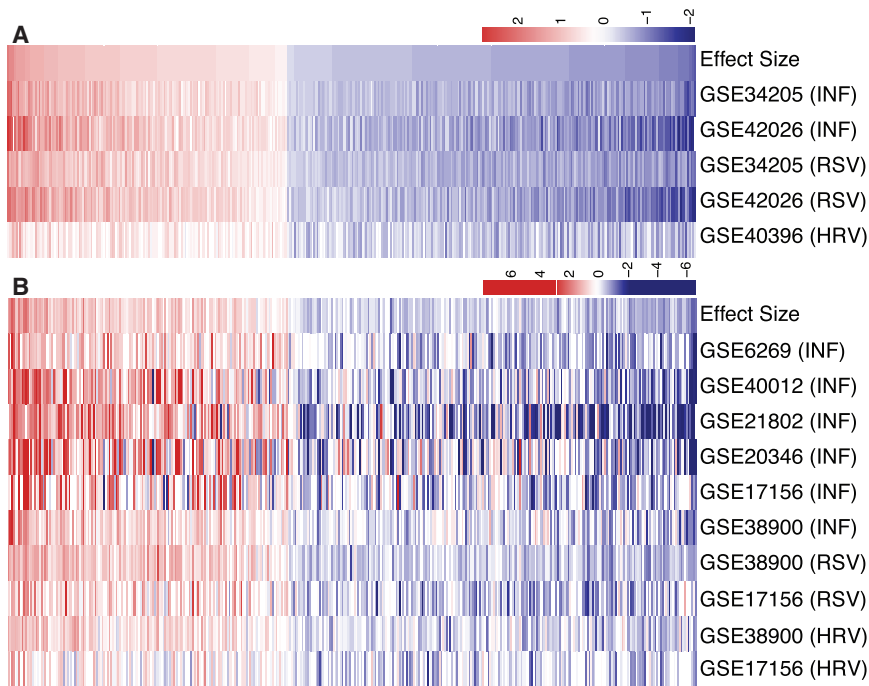 A
2 1 0 −1 −2
Effect Size
GSE34205 (INF)
GSE42026 (INF)
GSE34205 (RSV)
GSE42026 (RSV)
GSE40396 (HRV)
B
6 4 2 0 −2 −4 −6
Effect Size
GSE6269 (INF)
GSE40012 (INF)
GSE21802 (INF)
GSE20346 (INF)
GSE17156 (INF)
GSE38900 (INF)
GSE38900 (RSV)
GSE17156 (RSV)
GSE38900 (HRV)
GSE17156 (HRV)